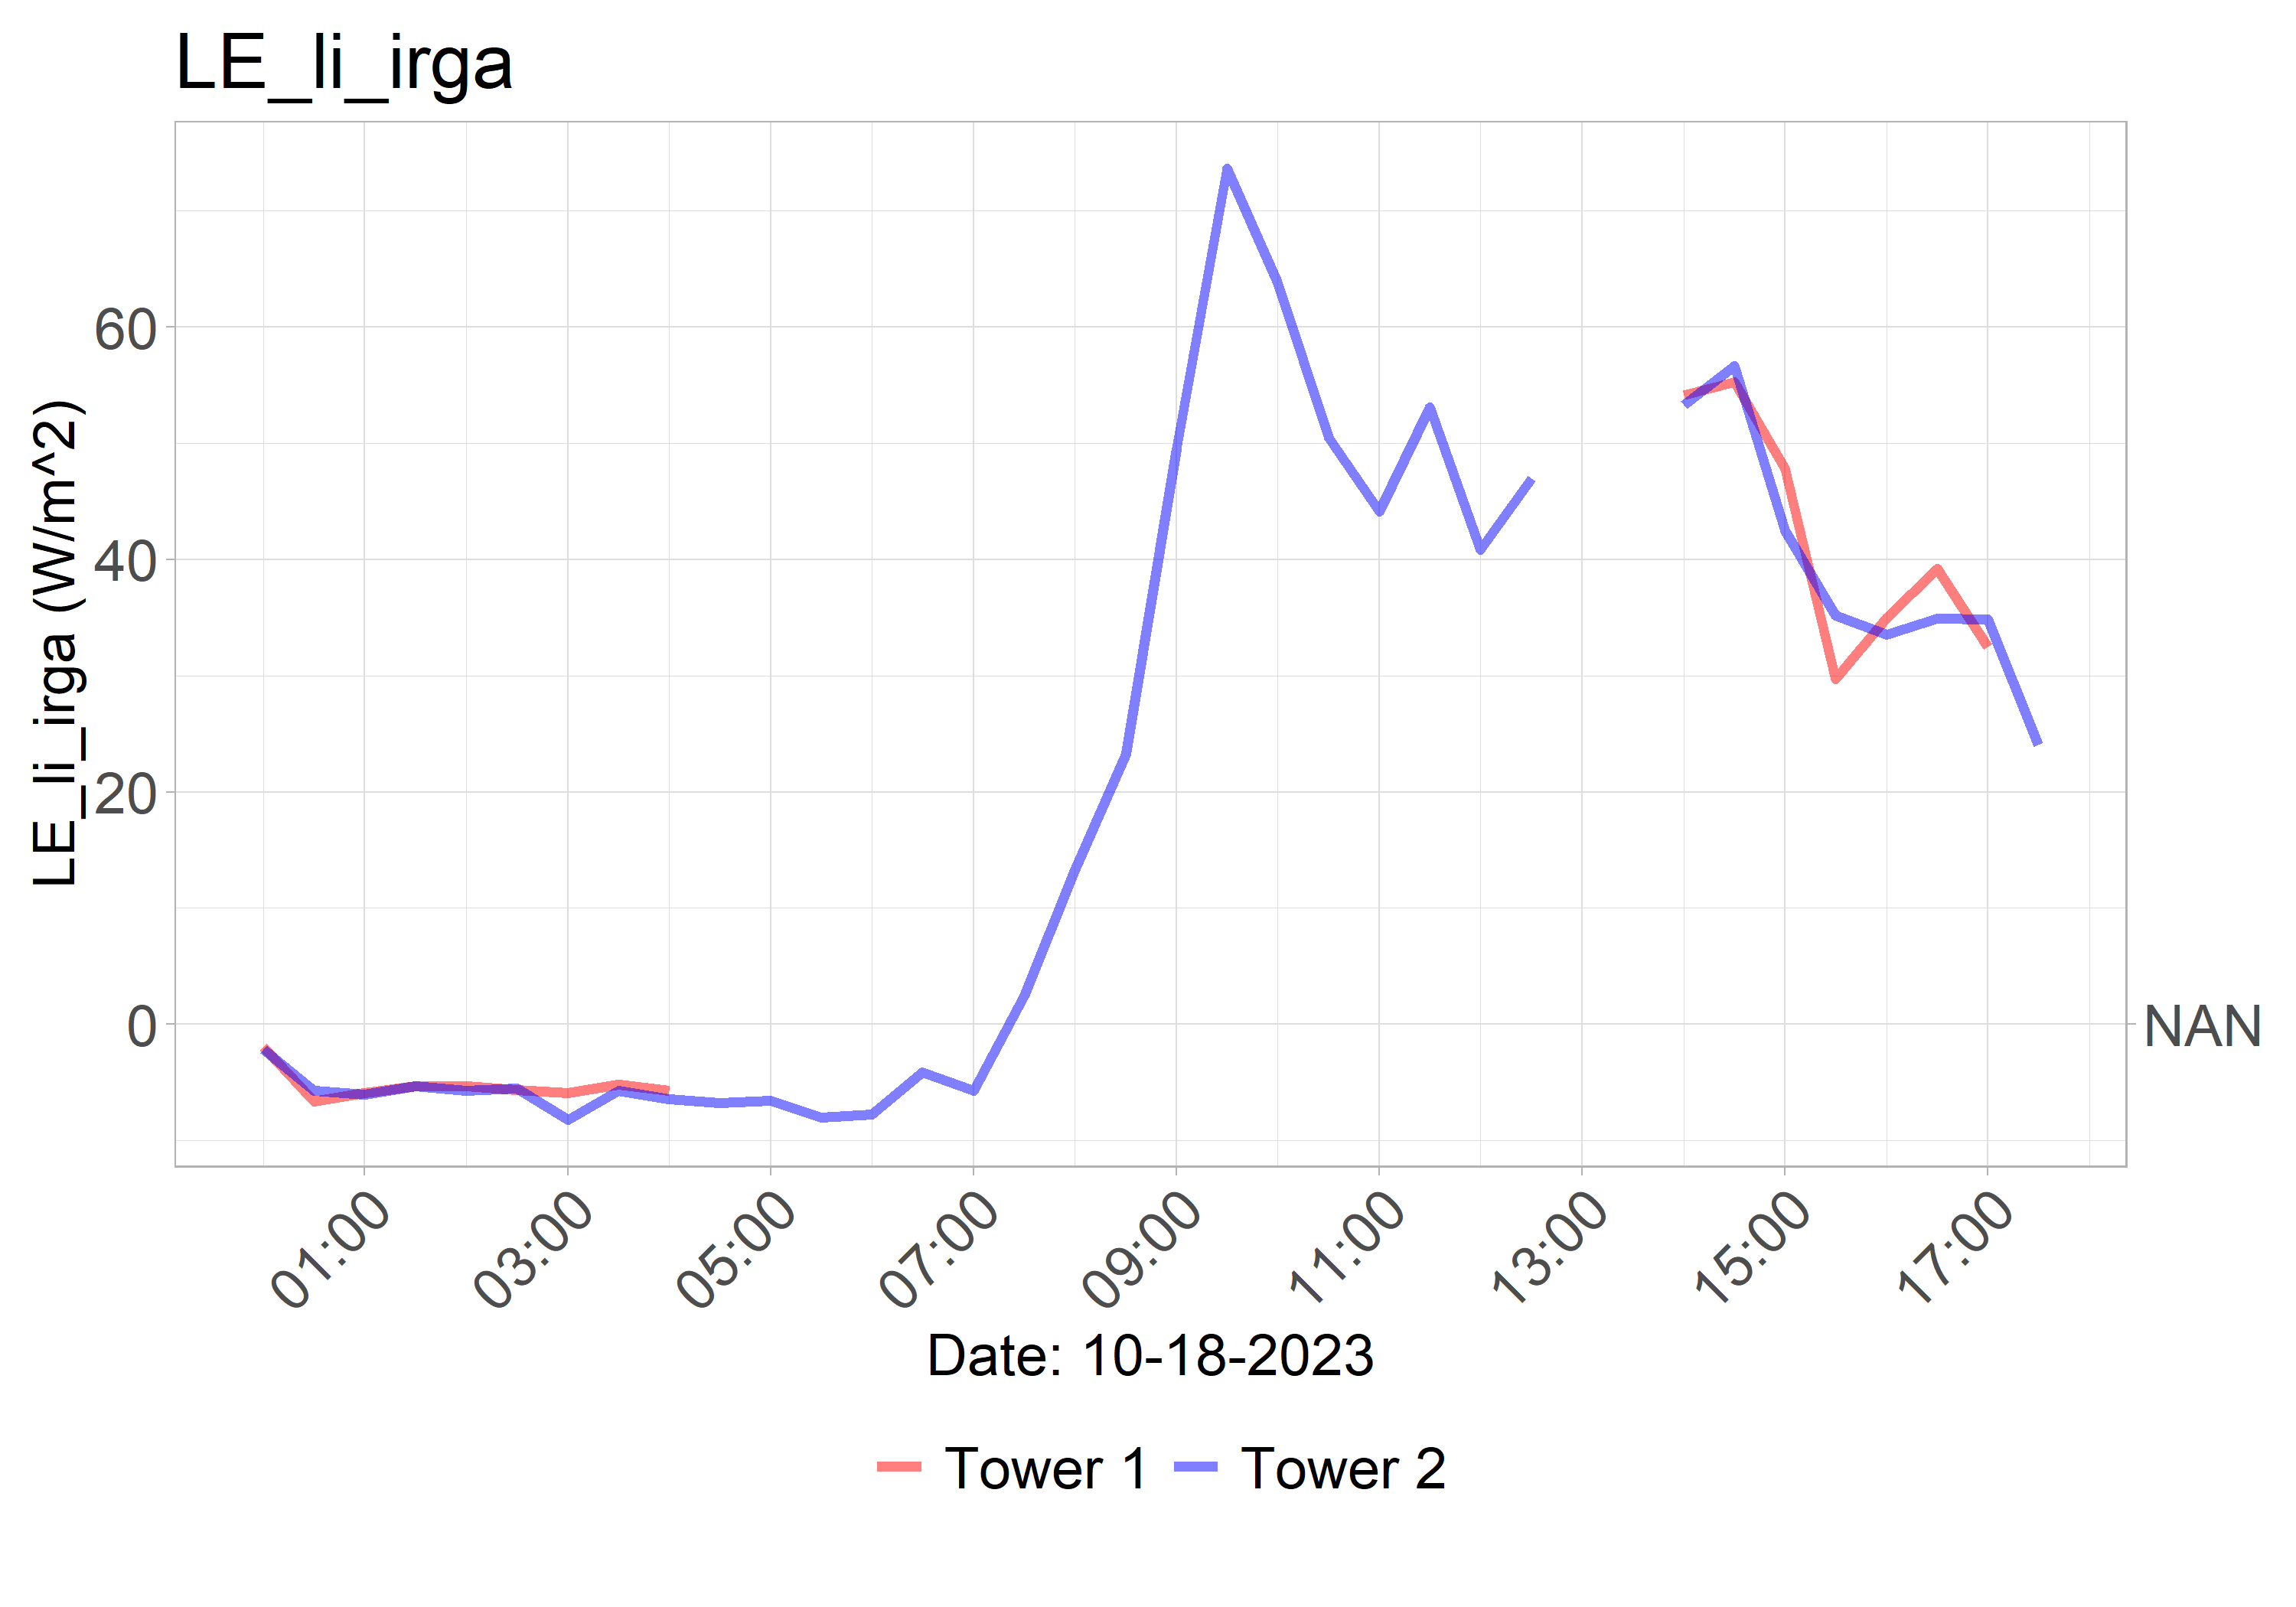 LE_li_irga
LE_li_irga (W/m^2)
60
40
20
0
NAN
01:00
03:00
05:00
07:00
09:00
11:00
13:00
15:00
17:00
Date: 10-18-2023
Tower 1
Tower 2